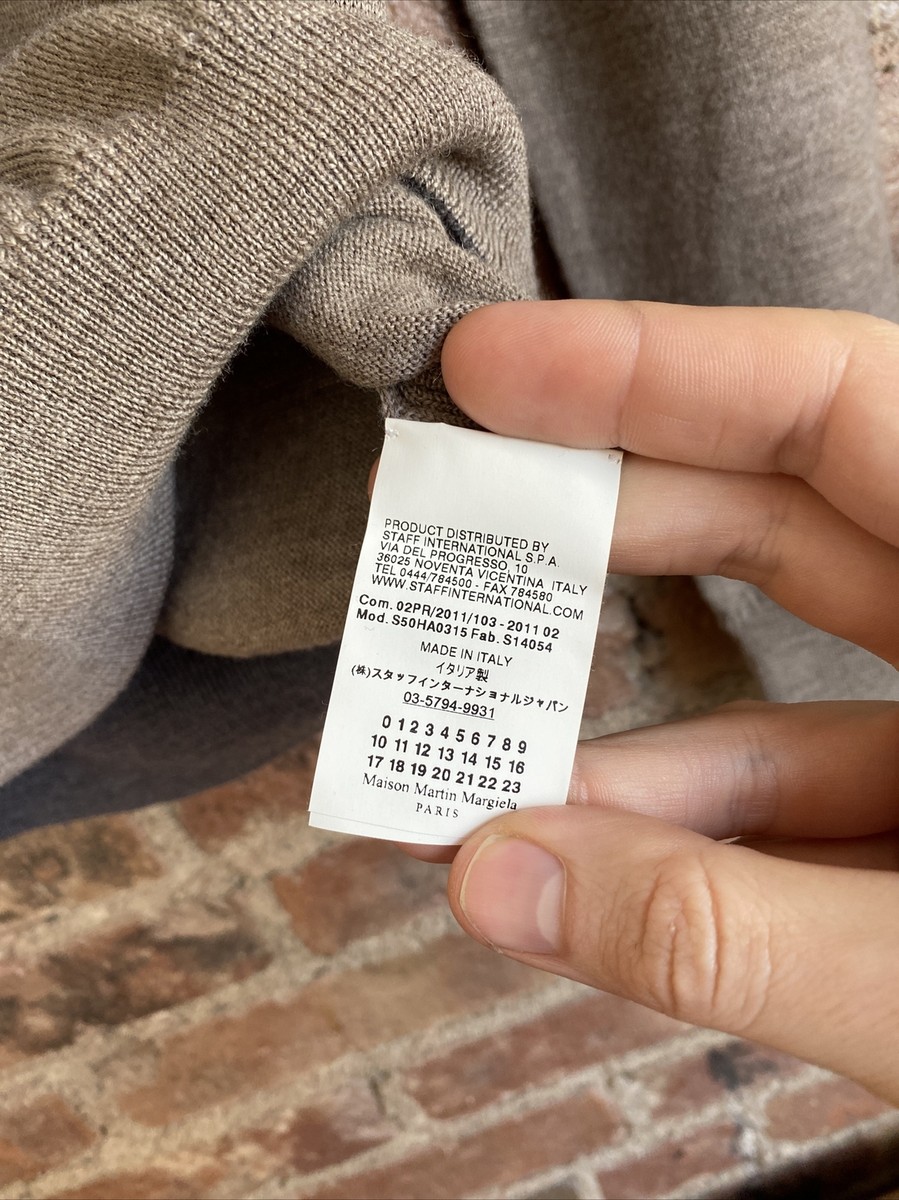 PRODUCT DISTRIBUTED BY
STAFF INTERNATIONAL S.P.A.
VIA DEL PROGRESSO, 10
36025 NOVENTA VICENTINA ITALY
TEL 0444/784500 - FAX 784580
WWW.STAFFINTERNATIONAL.COM
Com. 02PR/2011/103 - 2011 02
Mod. S50HA0315 Fab. S14054
MADE IN ITALY
イタリア製
(株)スタッフインターナショナルジャパン
03-5794-9931
0 1 2 3 4 5 6 7 8 9
10 11 12 13 14 15 16
17 18 19 20 21 22 23
Maison Martin Margiela
PARIS